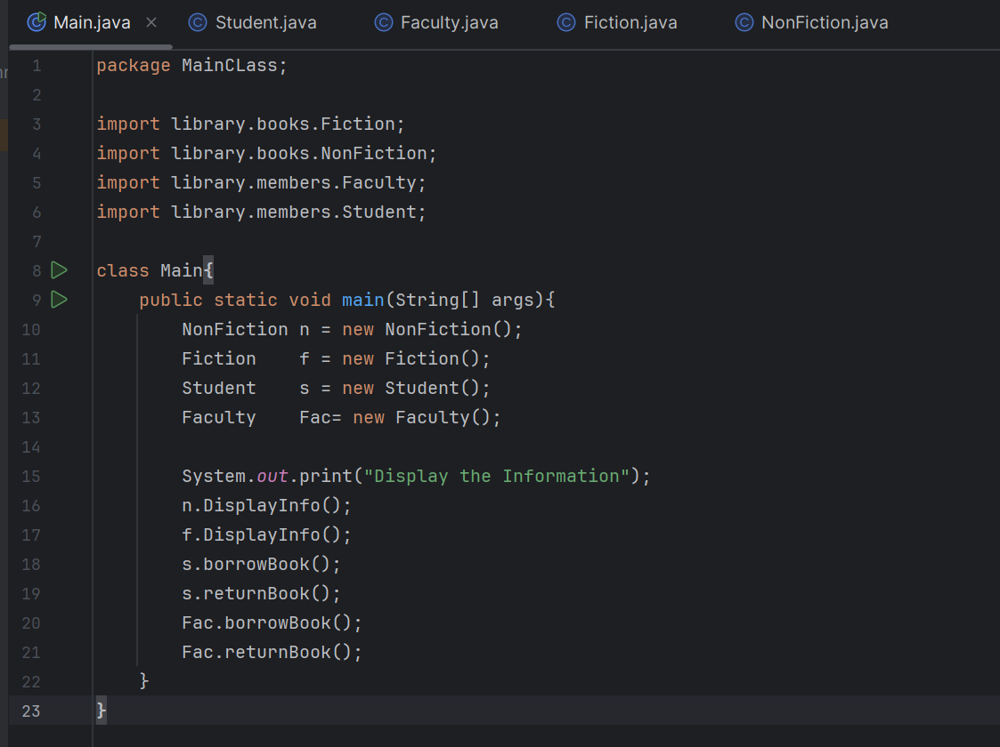 Main.java × Student.java Faculty.java Fiction.java NonFiction.java
1 package MainCLass;
2
3 import library.books.Fiction;
4 import library.books.NonFiction;
5 import library.members.Faculty;
6 import library.members.Student;
7
8 class Main{
9     public static void main(String[] args){
10         NonFiction n = new NonFiction();
11         Fiction    f = new Fiction();
12         Student    s = new Student();
13         Faculty    Fac= new Faculty();
14
15         System.out.print("Display the Information");
16         n.DisplayInfo();
17         f.DisplayInfo();
18         s.borrowBook();
19         s.returnBook();
20         Fac.borrowBook();
21         Fac.returnBook();
22     }
23 }